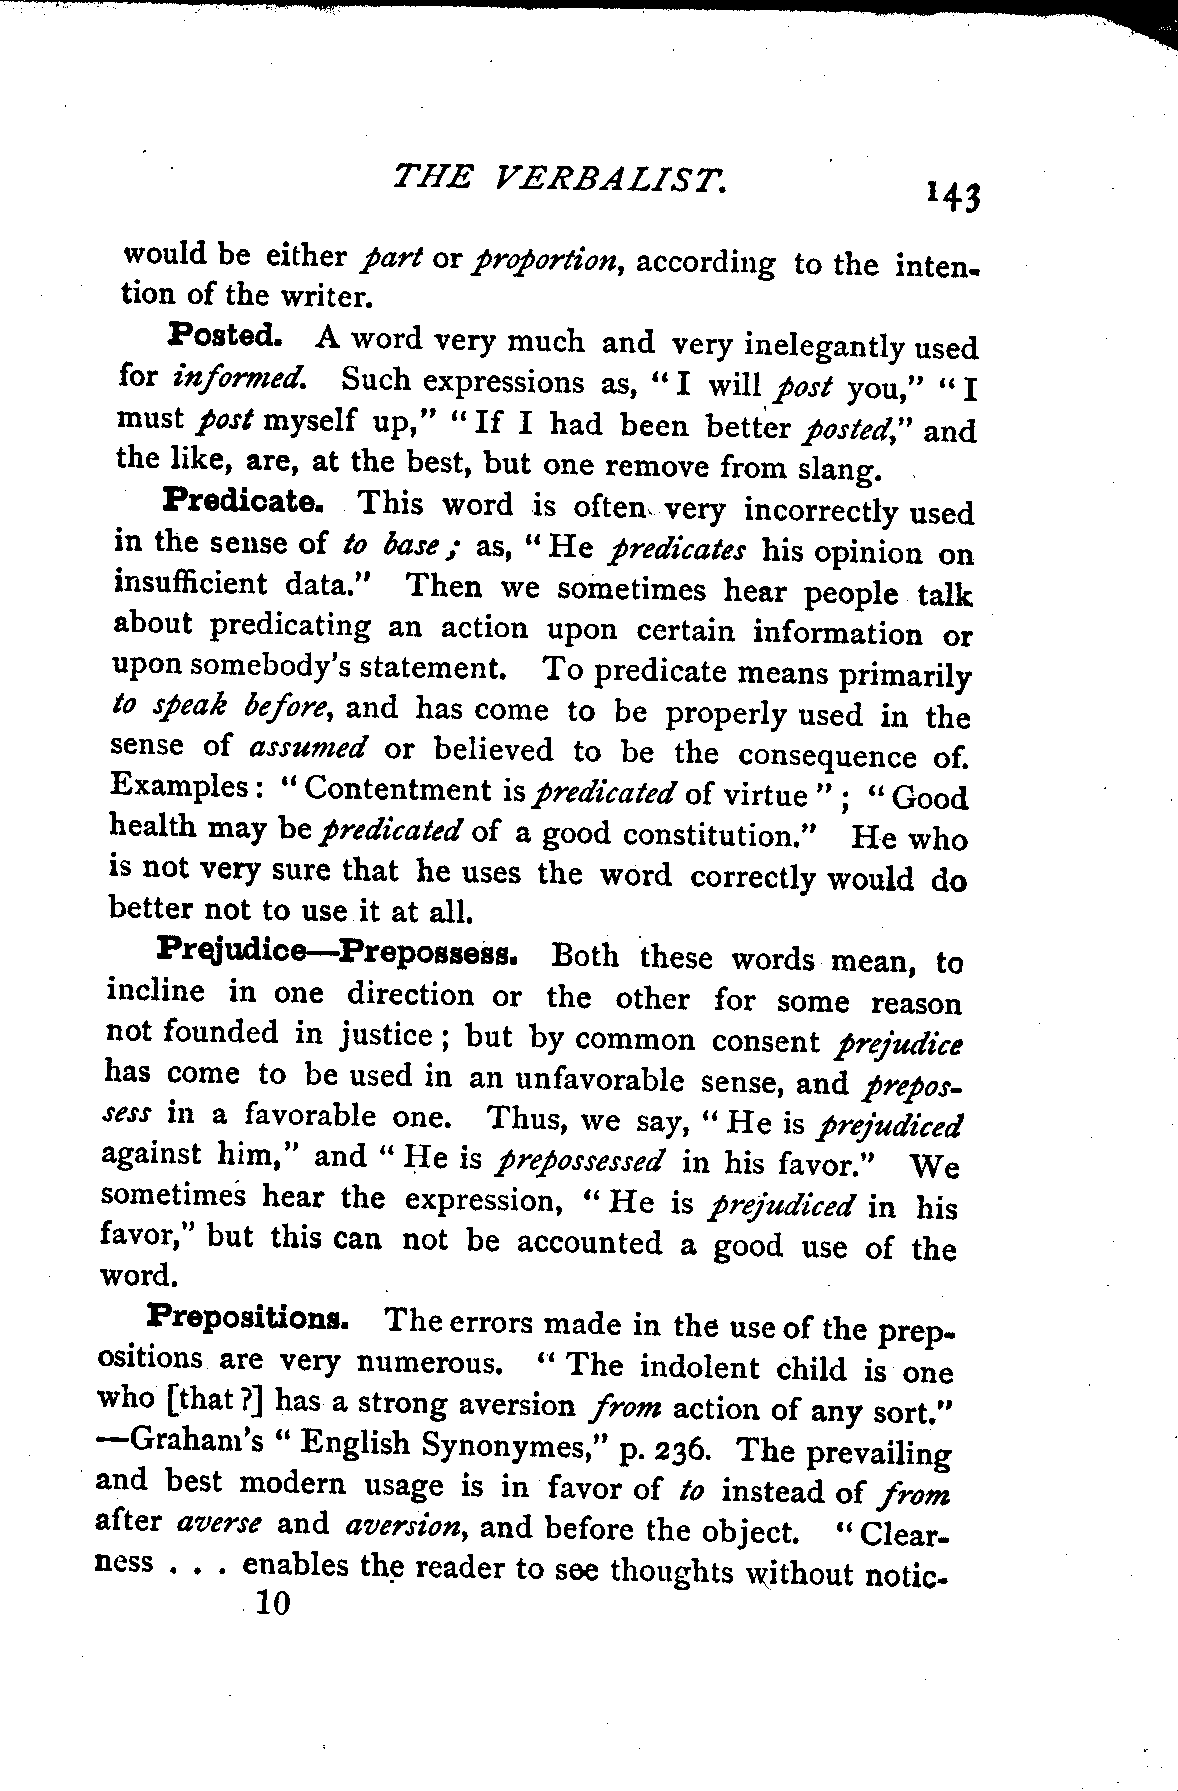 THE VERBALIST.
143
would be either part or proportion, according to the inten-
tion of the writer.
Posted. A word very much and very inelegantly used
for informed. Such expressions as, "I will post you," "I
must post myself up," "If I had been better posted," and
the like, are, at the best, but one remove from slang.
Predicate. This word is often very incorrectly used
in the sense of to base; as, "He predicates his opinion on
insufficient data." Then we sometimes hear people talk
about predicating an action upon certain information or
upon somebody's statement. To predicate means primarily
to speak before, and has come to be properly used in the
sense of assumed or believed to be the consequence of.
Examples: "Contentment is predicated of virtue"; "Good
health may be predicated of a good constitution." He who
is not very sure that he uses the word correctly would do
better not to use it at all.
Prejudice—Prepossess. Both these words mean, to
incline in one direction or the other for some reason
not founded in justice; but by common consent prejudice
has come to be used in an unfavorable sense, and prepos-
sess in a favorable one. Thus, we say, "He is prejudiced
against him," and "He is prepossessed in his favor." We
sometimes hear the expression, "He is prejudiced in his
favor," but this can not be accounted a good use of the
word.
Prepositions. The errors made in the use of the prep-
ositions are very numerous. "The indolent child is one
who [that?] has a strong aversion from action of any sort."
—Graham's "English Synonymes," p. 236. The prevailing
and best modern usage is in favor of to instead of from
after averse and aversion, and before the object. "Clear-
ness . . . enables the reader to see thoughts without notic-
10